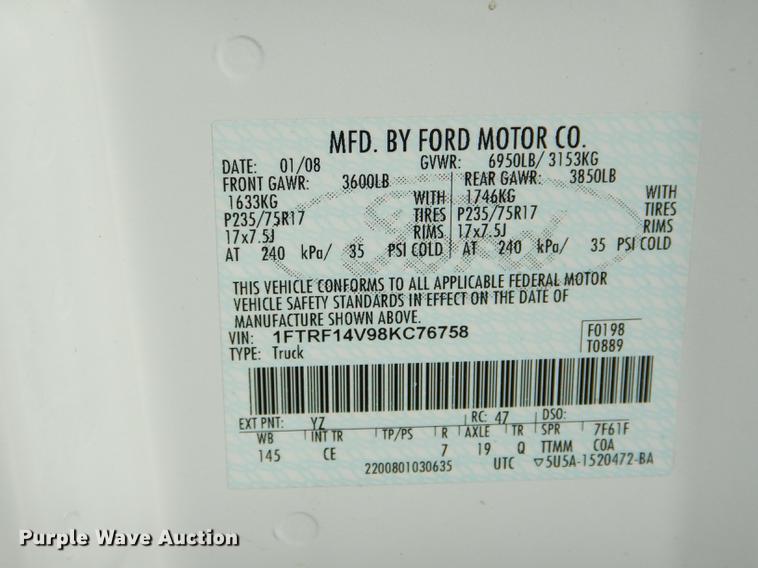 MFD. BY FORD MOTOR CO.
DATE: 01/08 GVWR: 6950LB/ 3153KG
FRONT GAWR: 3600LB REAR GAWR: 3850LB
1633KG WITH 1746KG WITH
P235/75R17 TIRES P235/75R17 TIRES
17x7.5J RIMS 17x7.5J RIMS
AT 240 kPa/ 35 PSI COLD AT 240 kPa/ 35 PSI COLD
THIS VEHICLE CONFORMS TO ALL APPLICABLE FEDERAL MOTOR
VEHICLE SAFETY STANDARDS IN EFFECT ON THE DATE OF
MANUFACTURE SHOWN ABOVE.
VIN: 1FTRF14V98KC76758 F0198
TYPE: Truck T0889
EXT PNT: YZ RC: 47 DSO:
WB INT TR TP/PS R AXLE TR SPR 7F61F
145 CE 7 19 Q TTMM COA
2200801030635 UTC ▽5U5A-1520472-BA
Purple Wave Auction